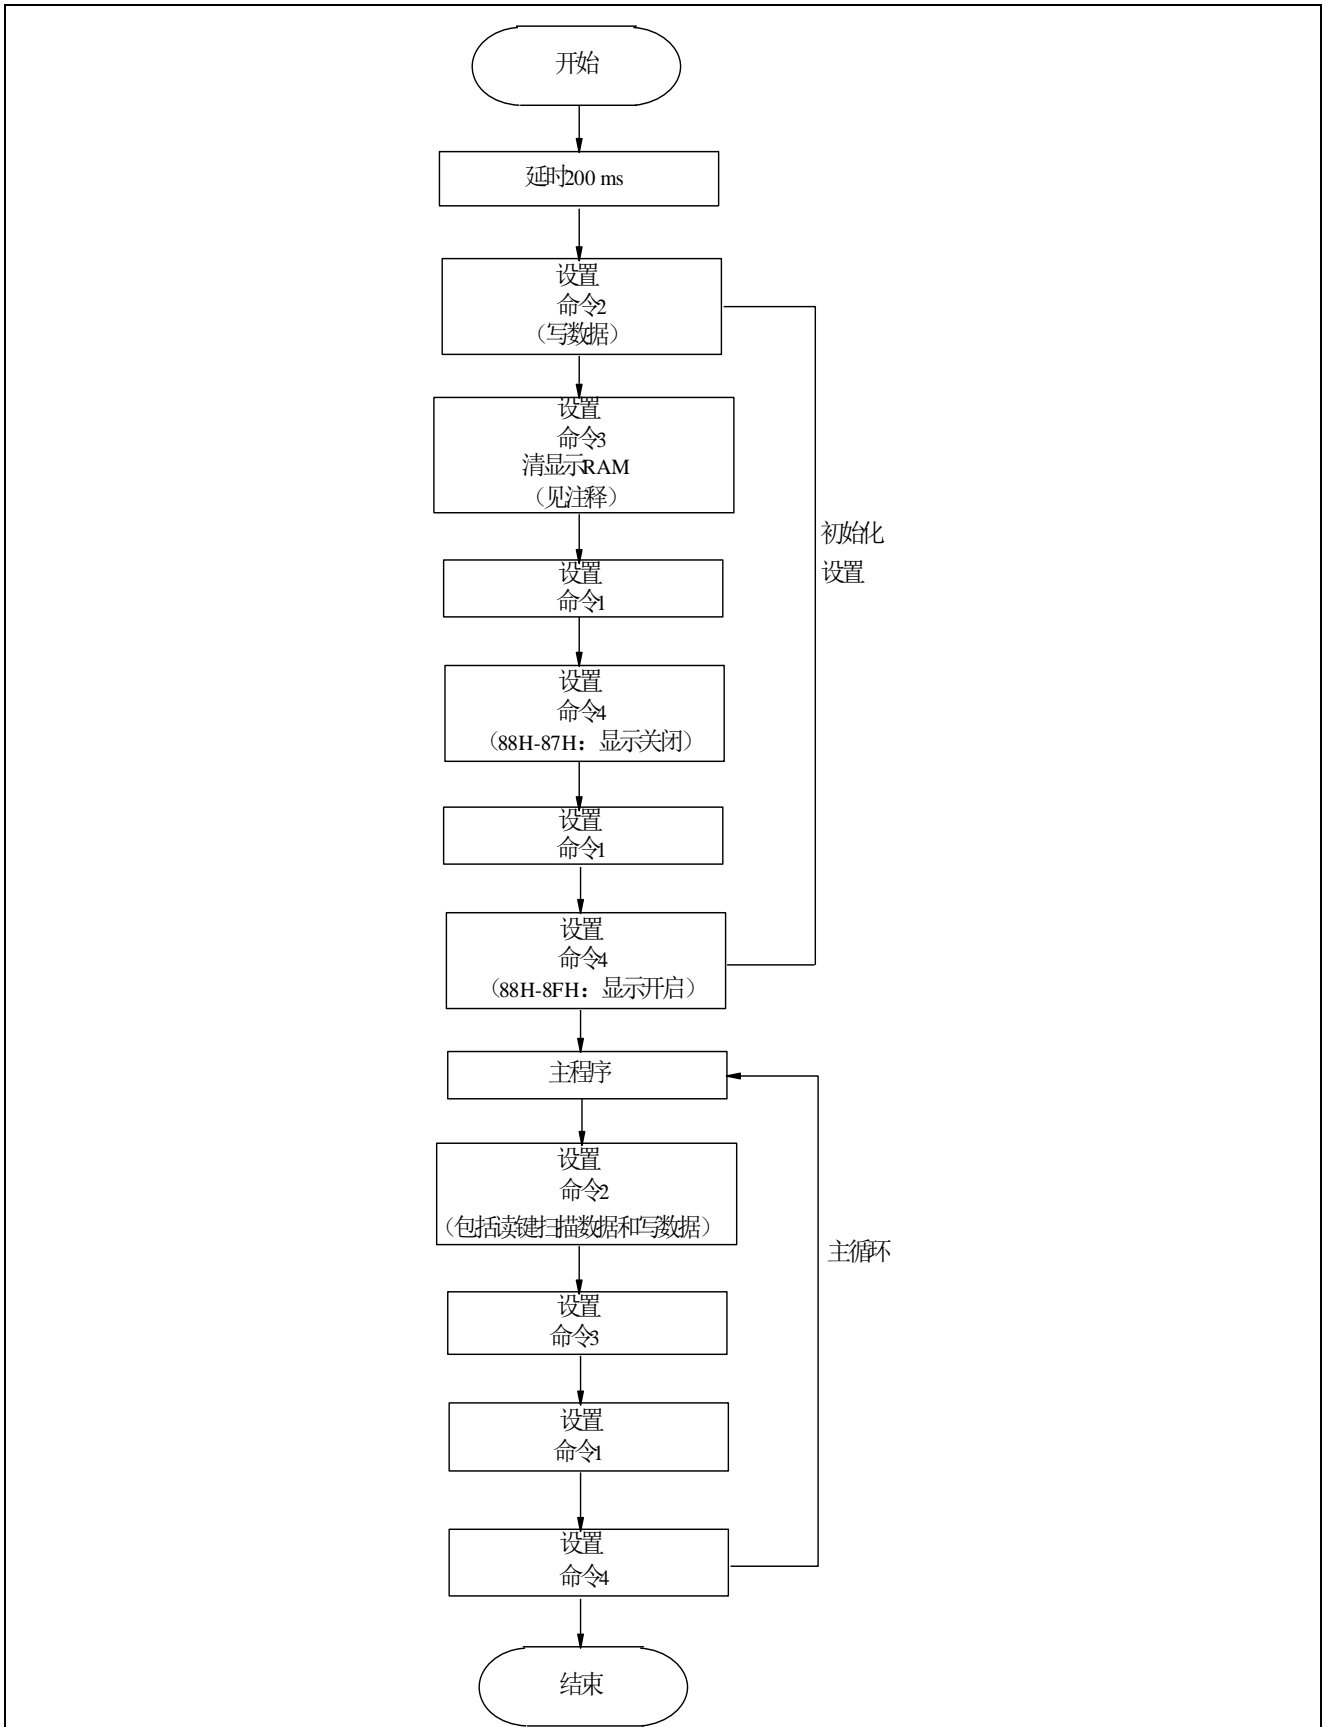 开始
延时200 ms
设置
命令2
（写数据）
设置
命令3
清显示RAM
（见注释）
初始化
设置
设置
命令1
设置
命令4
（88H-87H：显示关闭）
设置
命令1
设置
命令4
（88H-8FH：显示开启）
主程序
设置
命令2
（包括读键扫描数据和写数据）
主循环
设置
命令3
设置
命令1
设置
命令4
结束